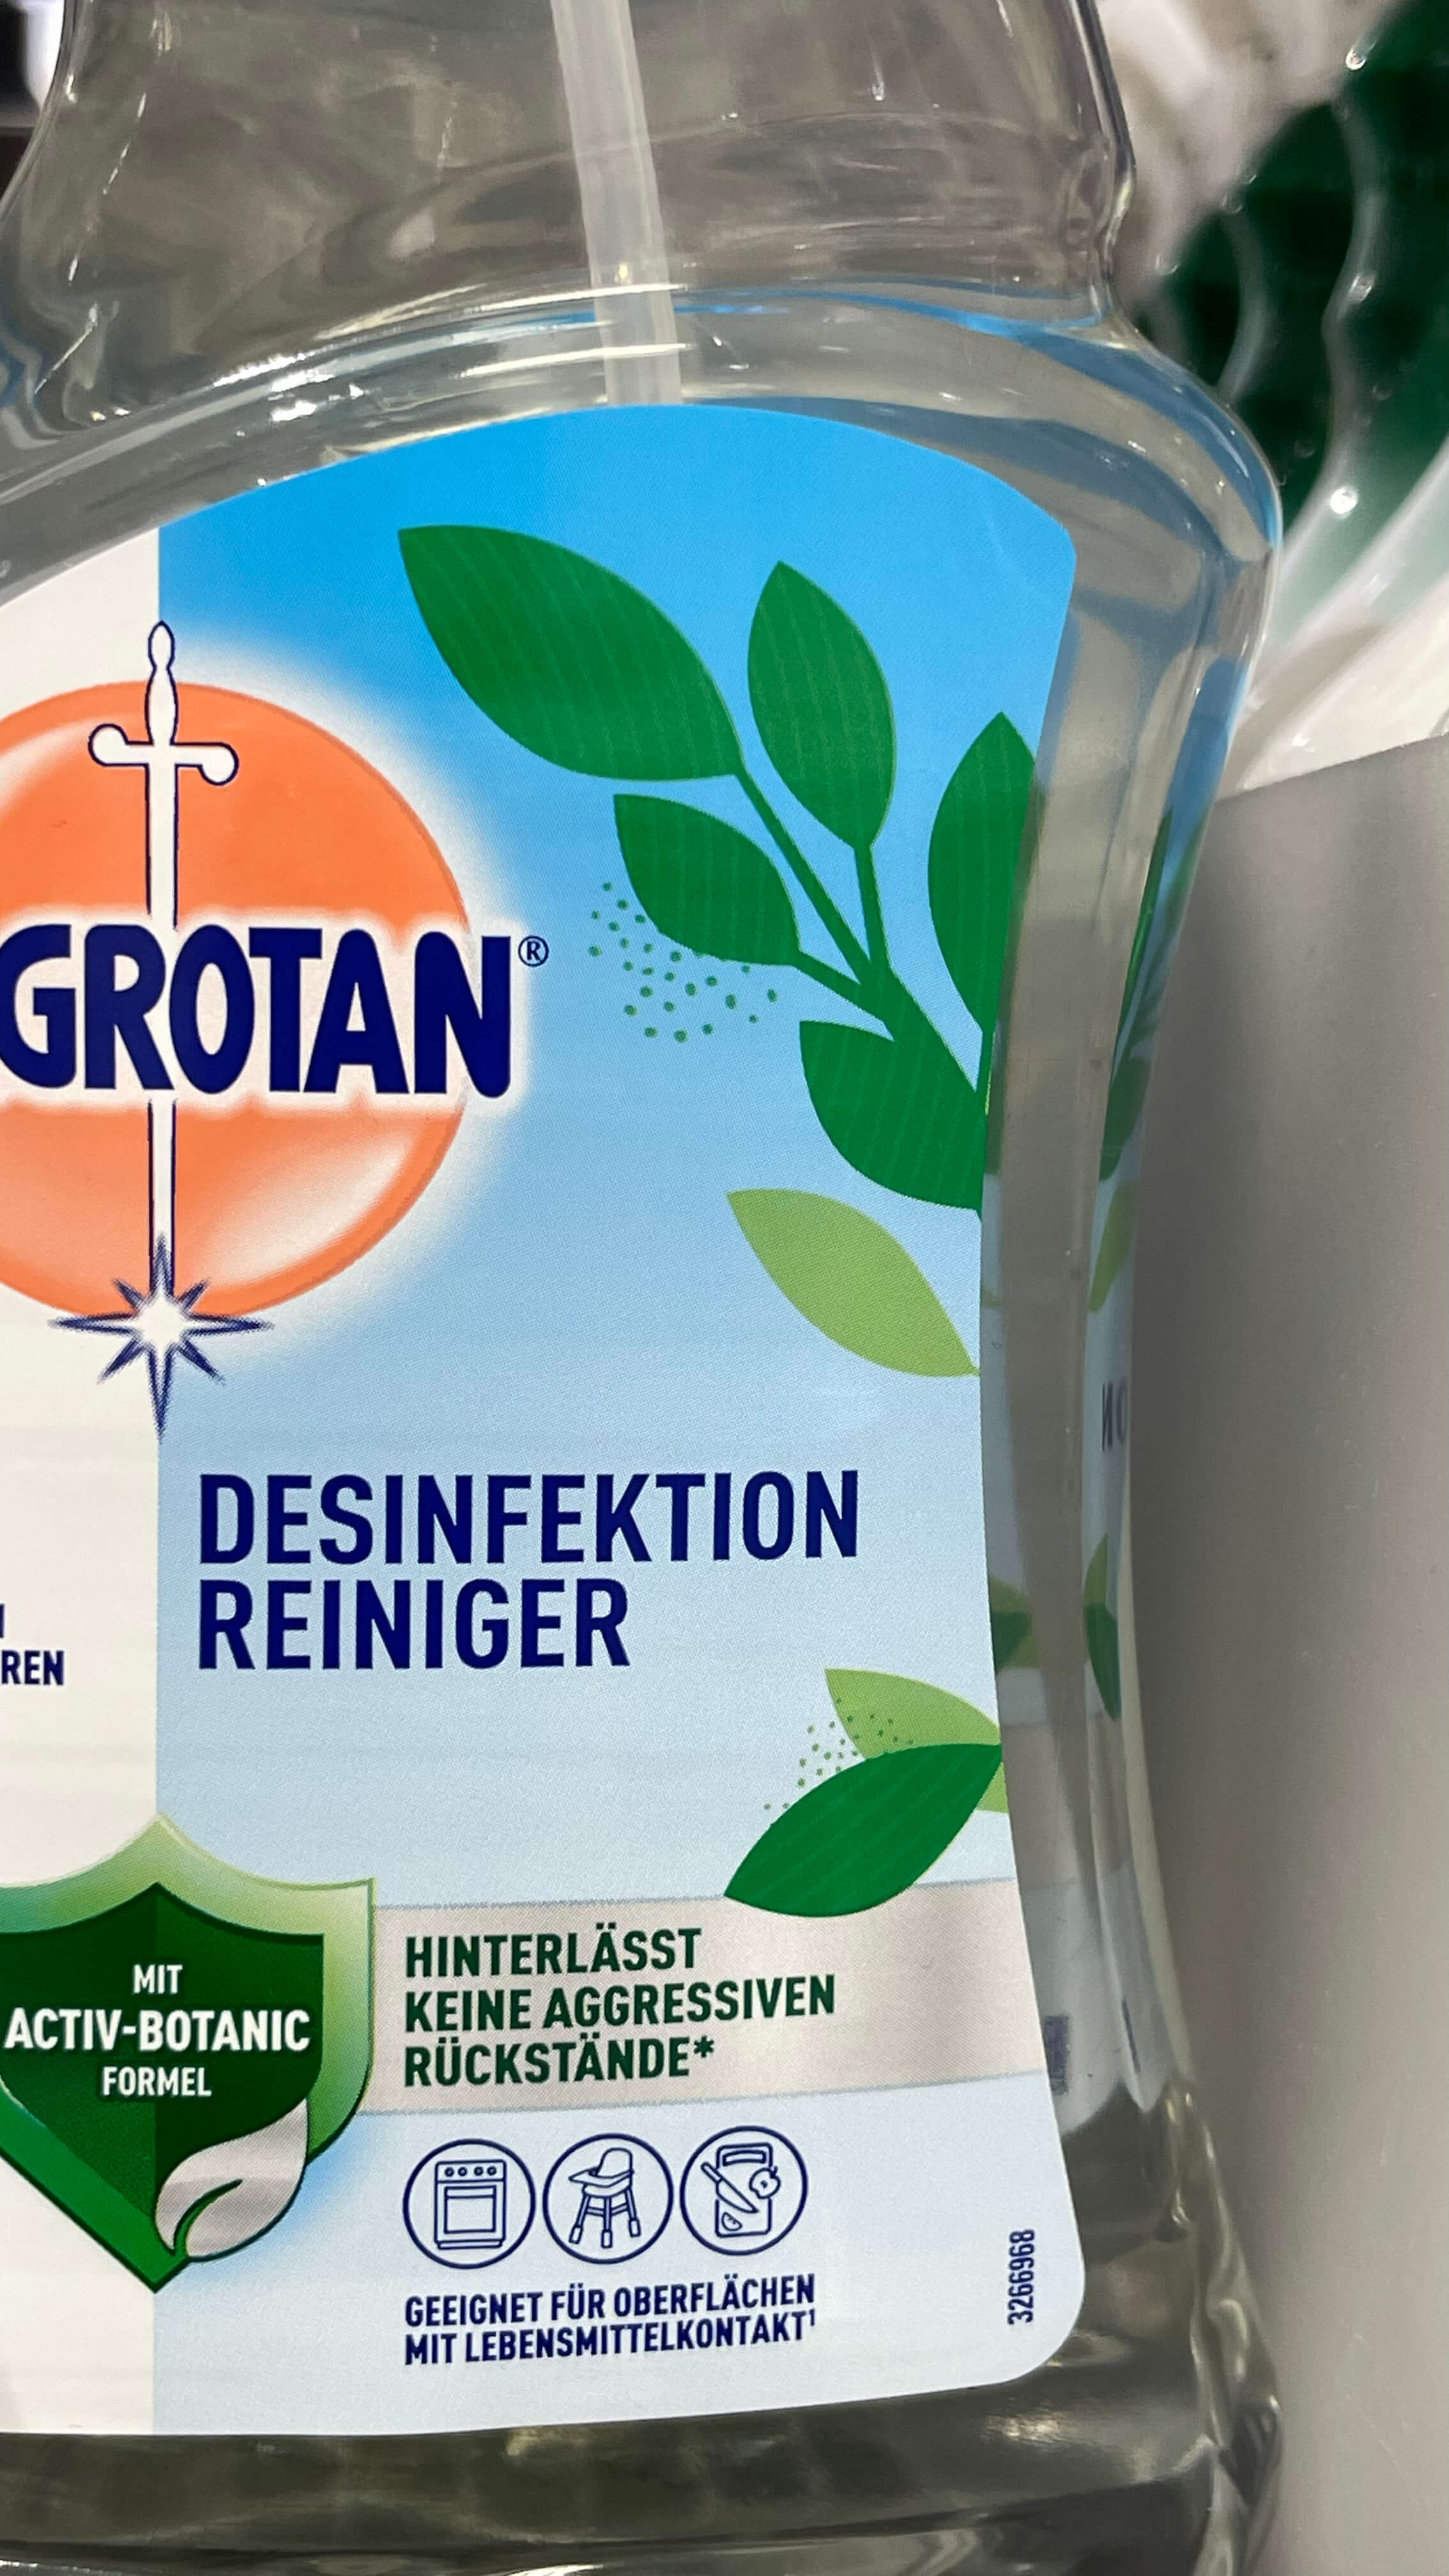 GROTAN®
DESINFEKTION
REINIGER
REN
MIT
ACTIV-BOTANIC
FORMEL
HINTERLÄSST
KEINE AGGRESSIVEN
RÜCKSTÄNDE*
GEEIGNET FÜR OBERFLÄCHEN
MIT LEBENSMITTELKONTAKT¹
3266968